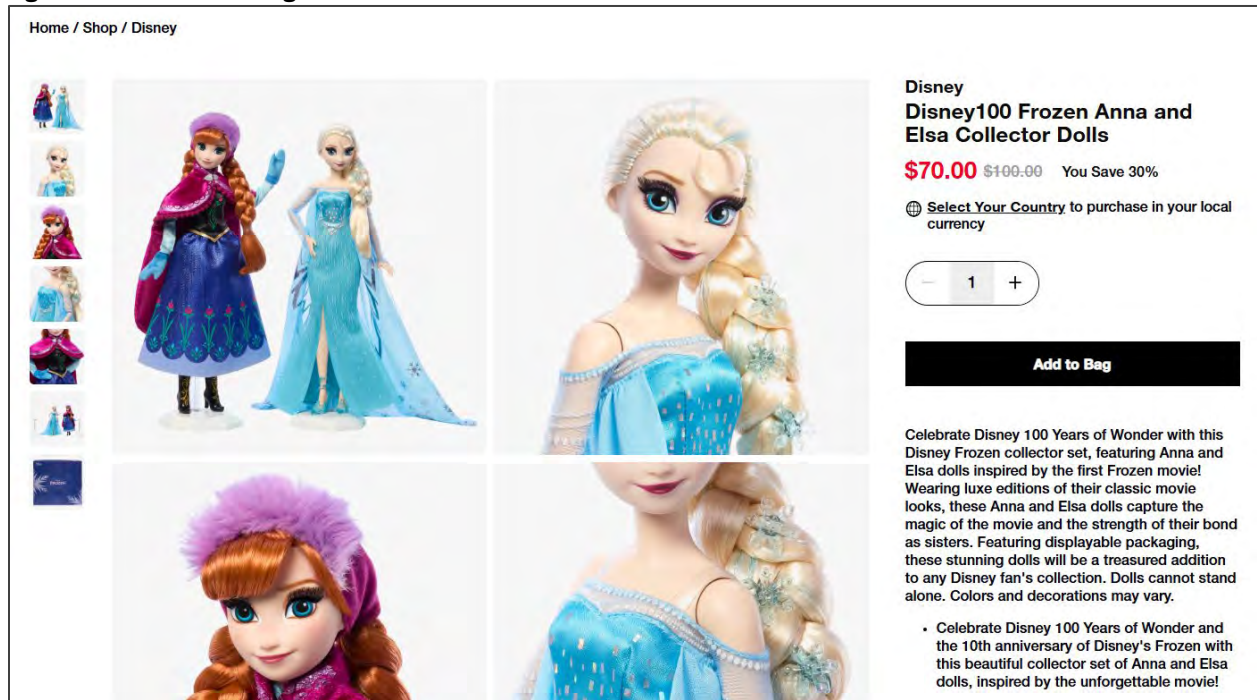 Home / Shop / Disney
Disney
Disney100 Frozen Anna and
Elsa Collector Dolls
$70.00 $100.00 You Save 30%
Select Your Country to purchase in your local
currency
− 1 +
Add to Bag
Celebrate Disney 100 Years of Wonder with this
Disney Frozen collector set, featuring Anna and
Elsa dolls inspired by the first Frozen movie!
Wearing luxe editions of their classic movie
looks, these Anna and Elsa dolls capture the
magic of the movie and the strength of their bond
as sisters. Featuring displayable packaging,
these stunning dolls will be a treasured addition
to any Disney fan's collection. Dolls cannot stand
alone. Colors and decorations may vary.
• Celebrate Disney 100 Years of Wonder and
the 10th anniversary of Disney's Frozen with
this beautiful collector set of Anna and Elsa
dolls, inspired by the unforgettable movie!